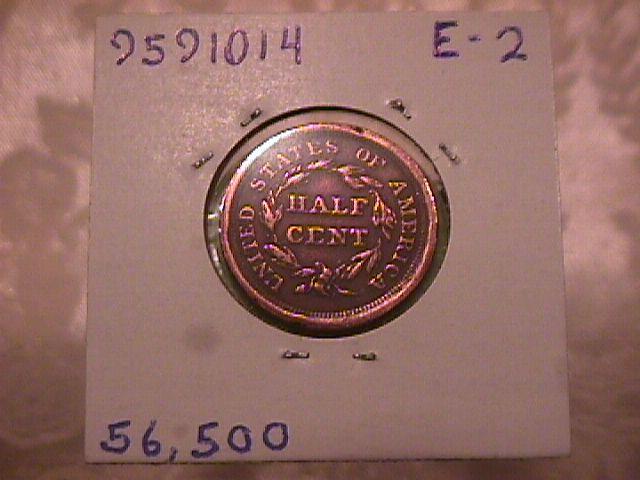 9591014 E-2
UNITED STATES OF AMERICA
HALF
CENT
56,500